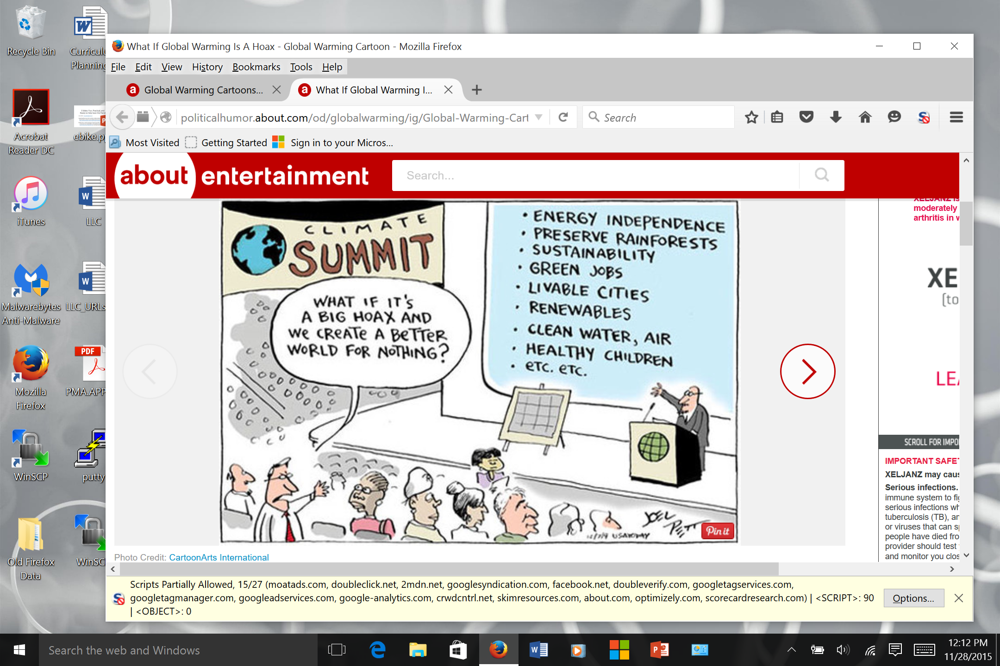 Recycle Bin
Curriculu
Planning
Acrobat
Reader DC
ebike.p
iTunes
LLC
Malwarebytes
Anti-Malware
LLC_URLs
Mozilla
Firefox
PDF
PMA.APP
WinSCP
putty
Old Firefox
Data
WinSC
What If Global Warming Is A Hoax - Global Warming Cartoon - Mozilla Firefox
File Edit View History Bookmarks Tools Help
Global Warming Cartoons...
What If Global Warming I...
politicalhumor.about.com/od/globalwarming/ig/Global-Warming-Cart
Search
Most Visited
Getting Started
Sign in to your Micros...
about entertainment
Search...
CLIMATE
SUMMIT
WHAT IF IT'S
A BIG HOAX AND
WE CREATE A BETTER
WORLD FOR NOTHING?
• ENERGY INDEPENDENCE
• PRESERVE RAINFORESTS
• SUSTAINABILITY
• GREEN JOBS
• LIVABLE CITIES
• RENEWABLES
• CLEAN WATER, AIR
• HEALTHY CHILDREN
• ETC. ETC.
JOEL
PETT
USA TODAY
Pin it
Photo Credit: CartoonArts International
XELJANZ is
moderately
arthritis in w
XE
(to
LEA
SCROLL FOR IMPO
IMPORTANT SAFET
XELJANZ may caus
Serious infections.
immune system to fig
serious infections wh
tuberculosis (TB), an
or viruses that can sp
people have died fro
provider should test
and monitor you clos
Scripts Partially Allowed, 15/27 (moatads.com, doubleclick.net, 2mdn.net, googlesyndication.com, facebook.net, doubleverify.com, googletagservices.com,
googletagmanager.com, googleadservices.com, google-analytics.com, crwdcntrl.net, skimresources.com, about.com, optimizely.com, scorecardresearch.com) | <SCRIPT>: 90
| <OBJECT>: 0
Options...
Search the web and Windows
12:12 PM
11/28/2015